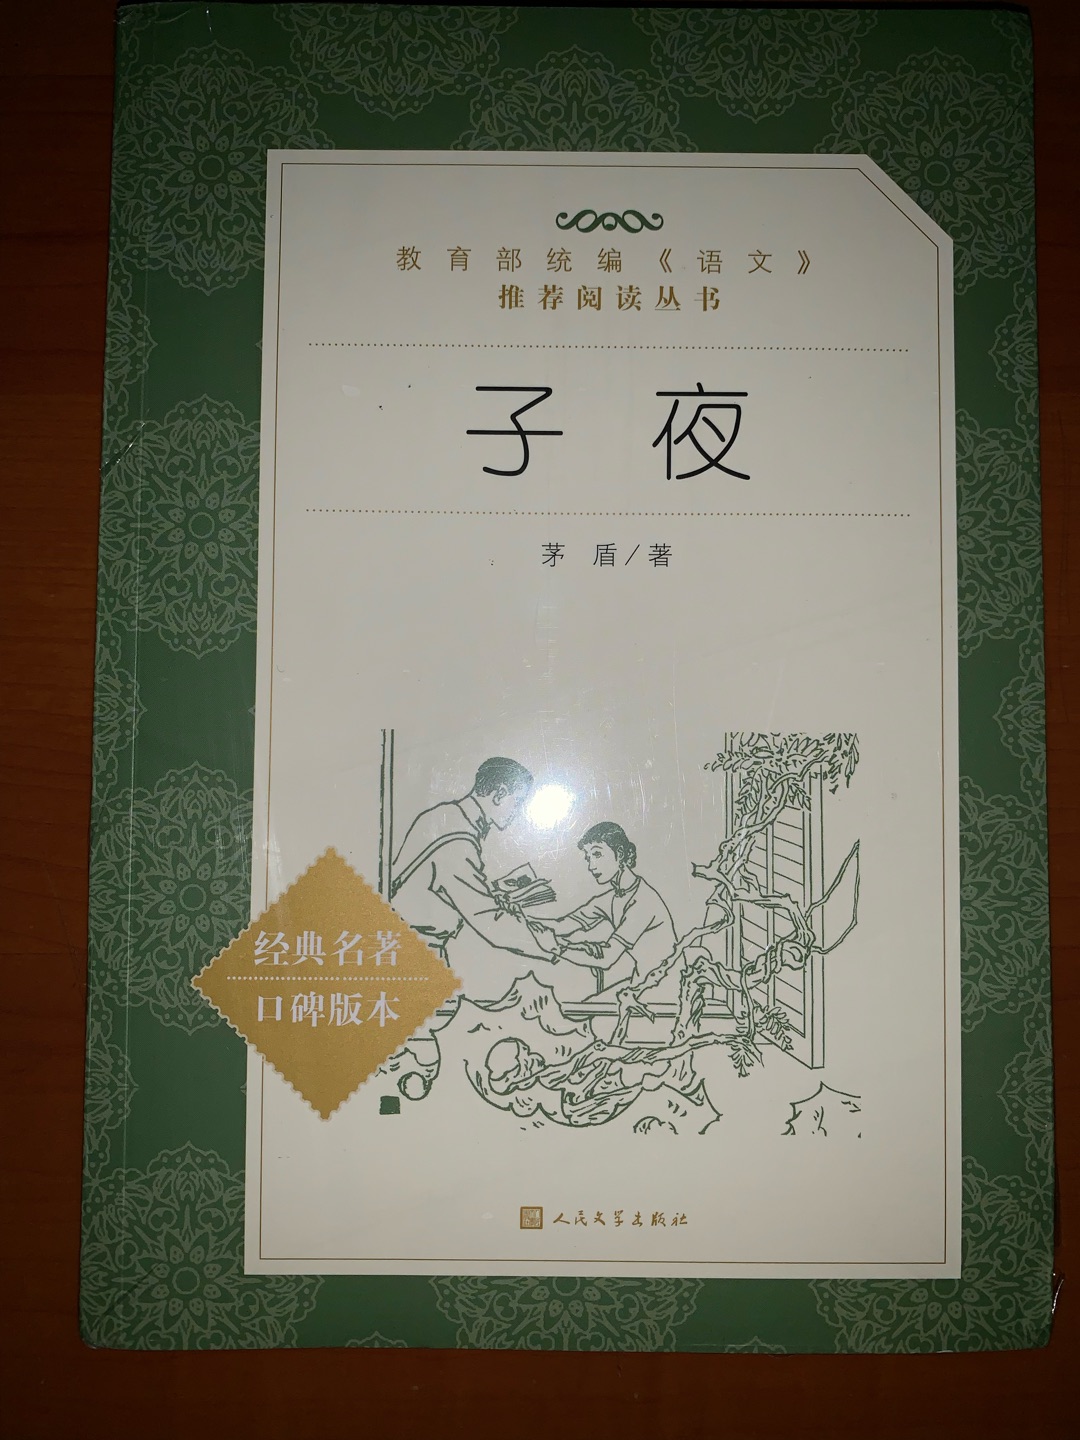 教育部统编《语文》
推荐阅读丛书
子夜
茅盾/著
经典名著
口碑版本
人民文学出版社